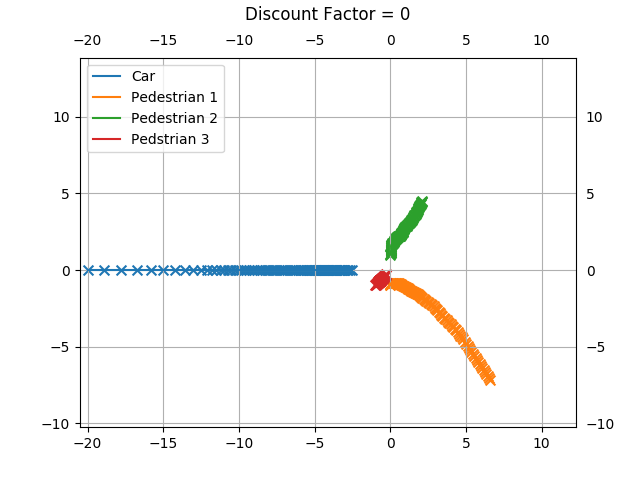 Discount Factor = 0
−20 −15 −10 −5 0 5 10
Car
Pedestrian 1
Pedestrian 2
Pedstrian 3
10 10
5 5
0 0
−5 −5
−10 −10
−20 −15 −10 −5 0 5 10